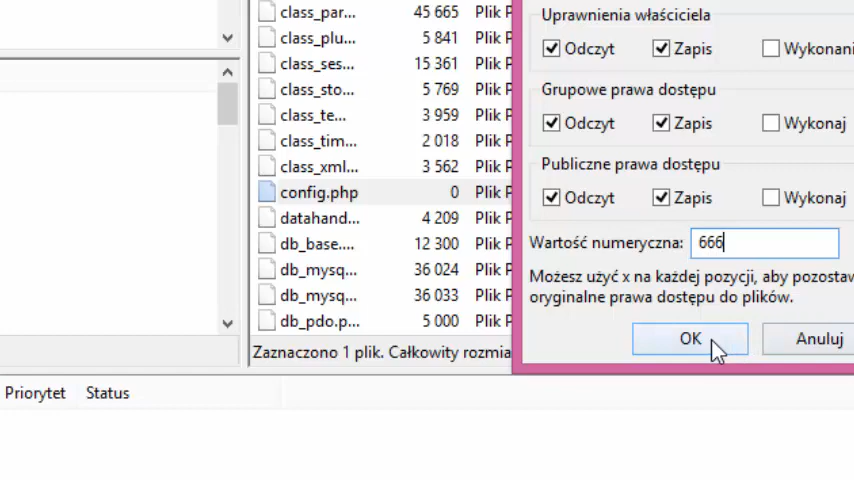 class_par... 45 665 Plik P
class_plu... 5 841 Plik P
class_ses... 15 361 Plik P
class_sto... 5 769 Plik P
class_te... 3 959 Plik P
class_tim... 2 018 Plik P
class_xml... 3 562 Plik P
config.php 0 Plik P
datahand... 4 209 Plik P
db_base.... 12 300 Plik P
db_mysq... 36 024 Plik P
db_mysq... 36 033 Plik P
db_pdo.p... 5 000 Plik P
Zaznaczono 1 plik. Całkowity rozmia
Uprawnienia właściciela
Odczyt Zapis Wykonani
Grupowe prawa dostępu
Odczyt Zapis Wykonaj
Publiczne prawa dostępu
Odczyt Zapis Wykonaj
Wartość numeryczna: 666
Możesz użyć x na każdej pozycji, aby pozostaw
oryginalne prawa dostępu do plików.
OK Anuluj
Priorytet Status